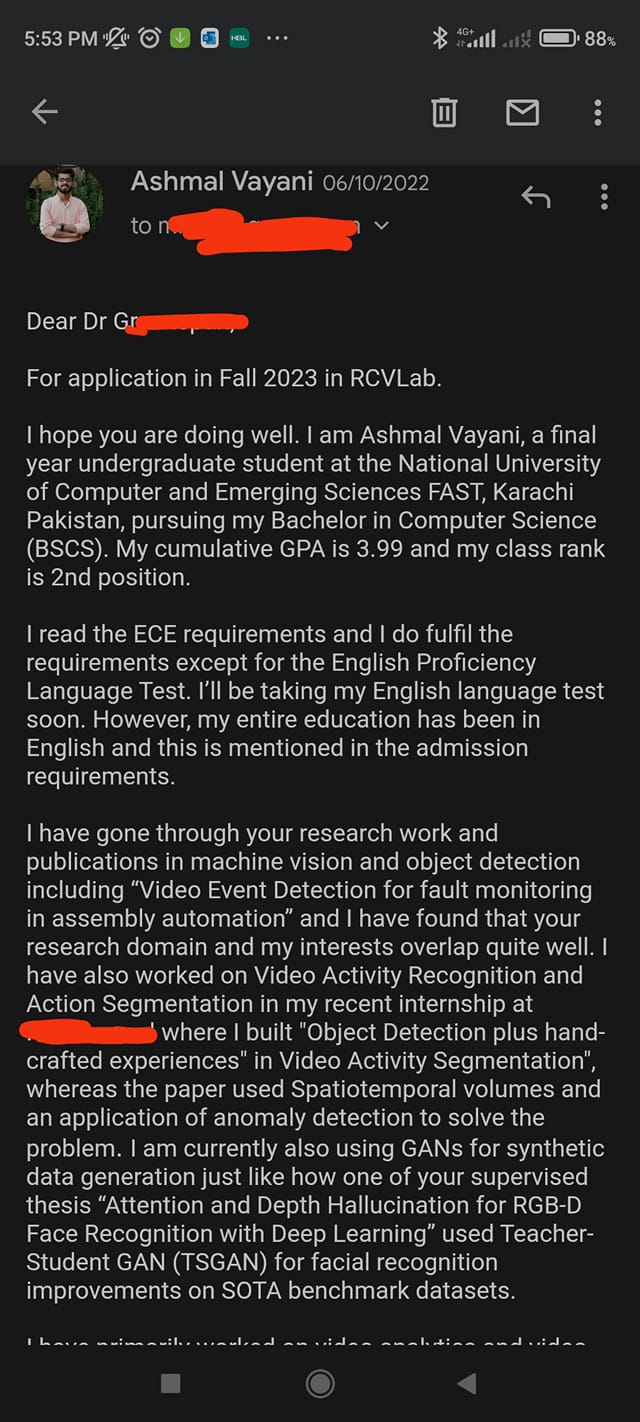 5:53 PM HBL ... 4G+ 88%
Ashmal Vayani 06/10/2022
to
Dear Dr
For application in Fall 2023 in RCVLab.
I hope you are doing well. I am Ashmal Vayani, a final
year undergraduate student at the National University
of Computer and Emerging Sciences FAST, Karachi
Pakistan, pursuing my Bachelor in Computer Science
(BSCS). My cumulative GPA is 3.99 and my class rank
is 2nd position.
I read the ECE requirements and I do fulfil the
requirements except for the English Proficiency
Language Test. I’ll be taking my English language test
soon. However, my entire education has been in
English and this is mentioned in the admission
requirements.
I have gone through your research work and
publications in machine vision and object detection
including “Video Event Detection for fault monitoring
in assembly automation” and I have found that your
research domain and my interests overlap quite well. I
have also worked on Video Activity Recognition and
Action Segmentation in my recent internship at
where I built "Object Detection plus hand-
crafted experiences" in Video Activity Segmentation",
whereas the paper used Spatiotemporal volumes and
an application of anomaly detection to solve the
problem. I am currently also using GANs for synthetic
data generation just like how one of your supervised
thesis “Attention and Depth Hallucination for RGB-D
Face Recognition with Deep Learning” used Teacher-
Student GAN (TSGAN) for facial recognition
improvements on SOTA benchmark datasets.
I have primarily worked on video analytics and video